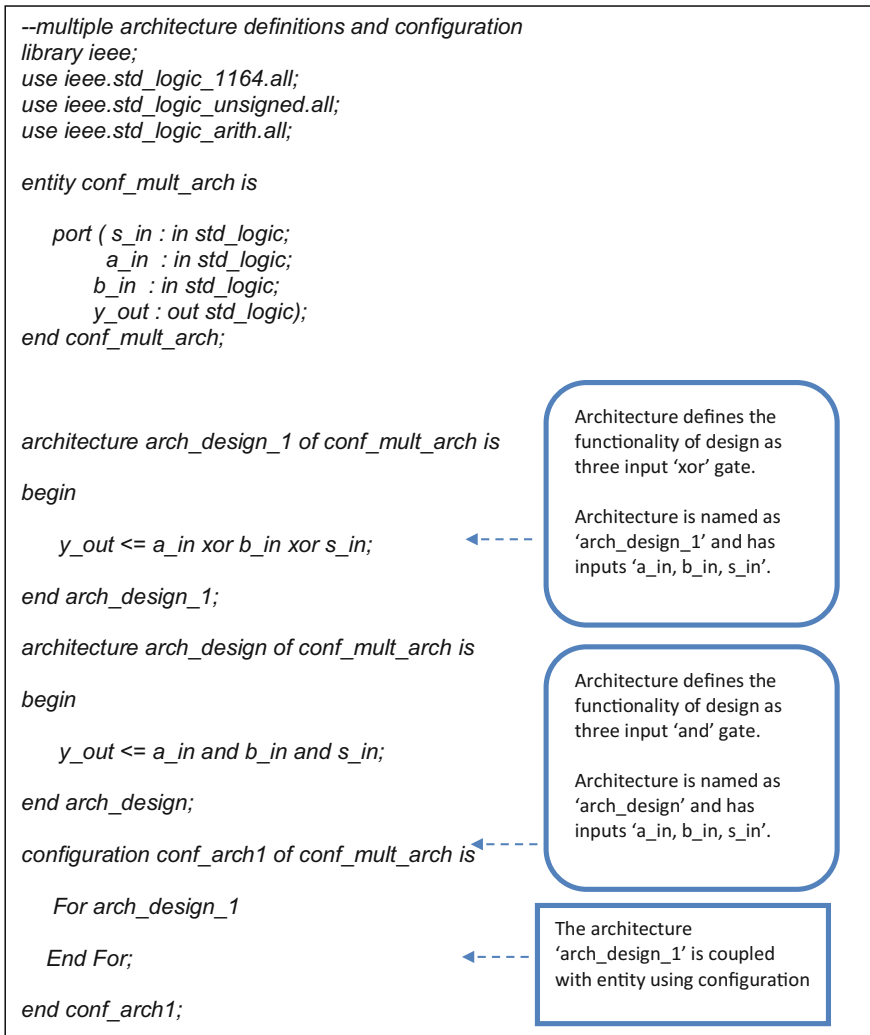 --multiple architecture definitions and configuration
library ieee;
use ieee.std_logic_1164.all;
use ieee.std_logic_unsigned.all;
use ieee.std_logic_arith.all;
entity conf_mult_arch is
port ( s_in : in std_logic;
a_in : in std_logic;
b_in : in std_logic;
y_out : out std_logic);
end conf_mult_arch;
architecture arch_design_1 of conf_mult_arch is
begin
y_out <= a_in xor b_in xor s_in;
end arch_design_1;
Architecture defines the
functionality of design as
three input ‘xor’ gate.
Architecture is named as
‘arch_design_1’ and has
inputs ‘a_in, b_in, s_in’.
architecture arch_design of conf_mult_arch is
begin
y_out <= a_in and b_in and s_in;
end arch_design;
Architecture defines the
functionality of design as
three input ‘and’ gate.
Architecture is named as
‘arch_design’ and has
inputs ‘a_in, b_in, s_in’.
configuration conf_arch1 of conf_mult_arch is
For arch_design_1
End For;
end conf_arch1;
The architecture
‘arch_design_1’ is coupled
with entity using configuration